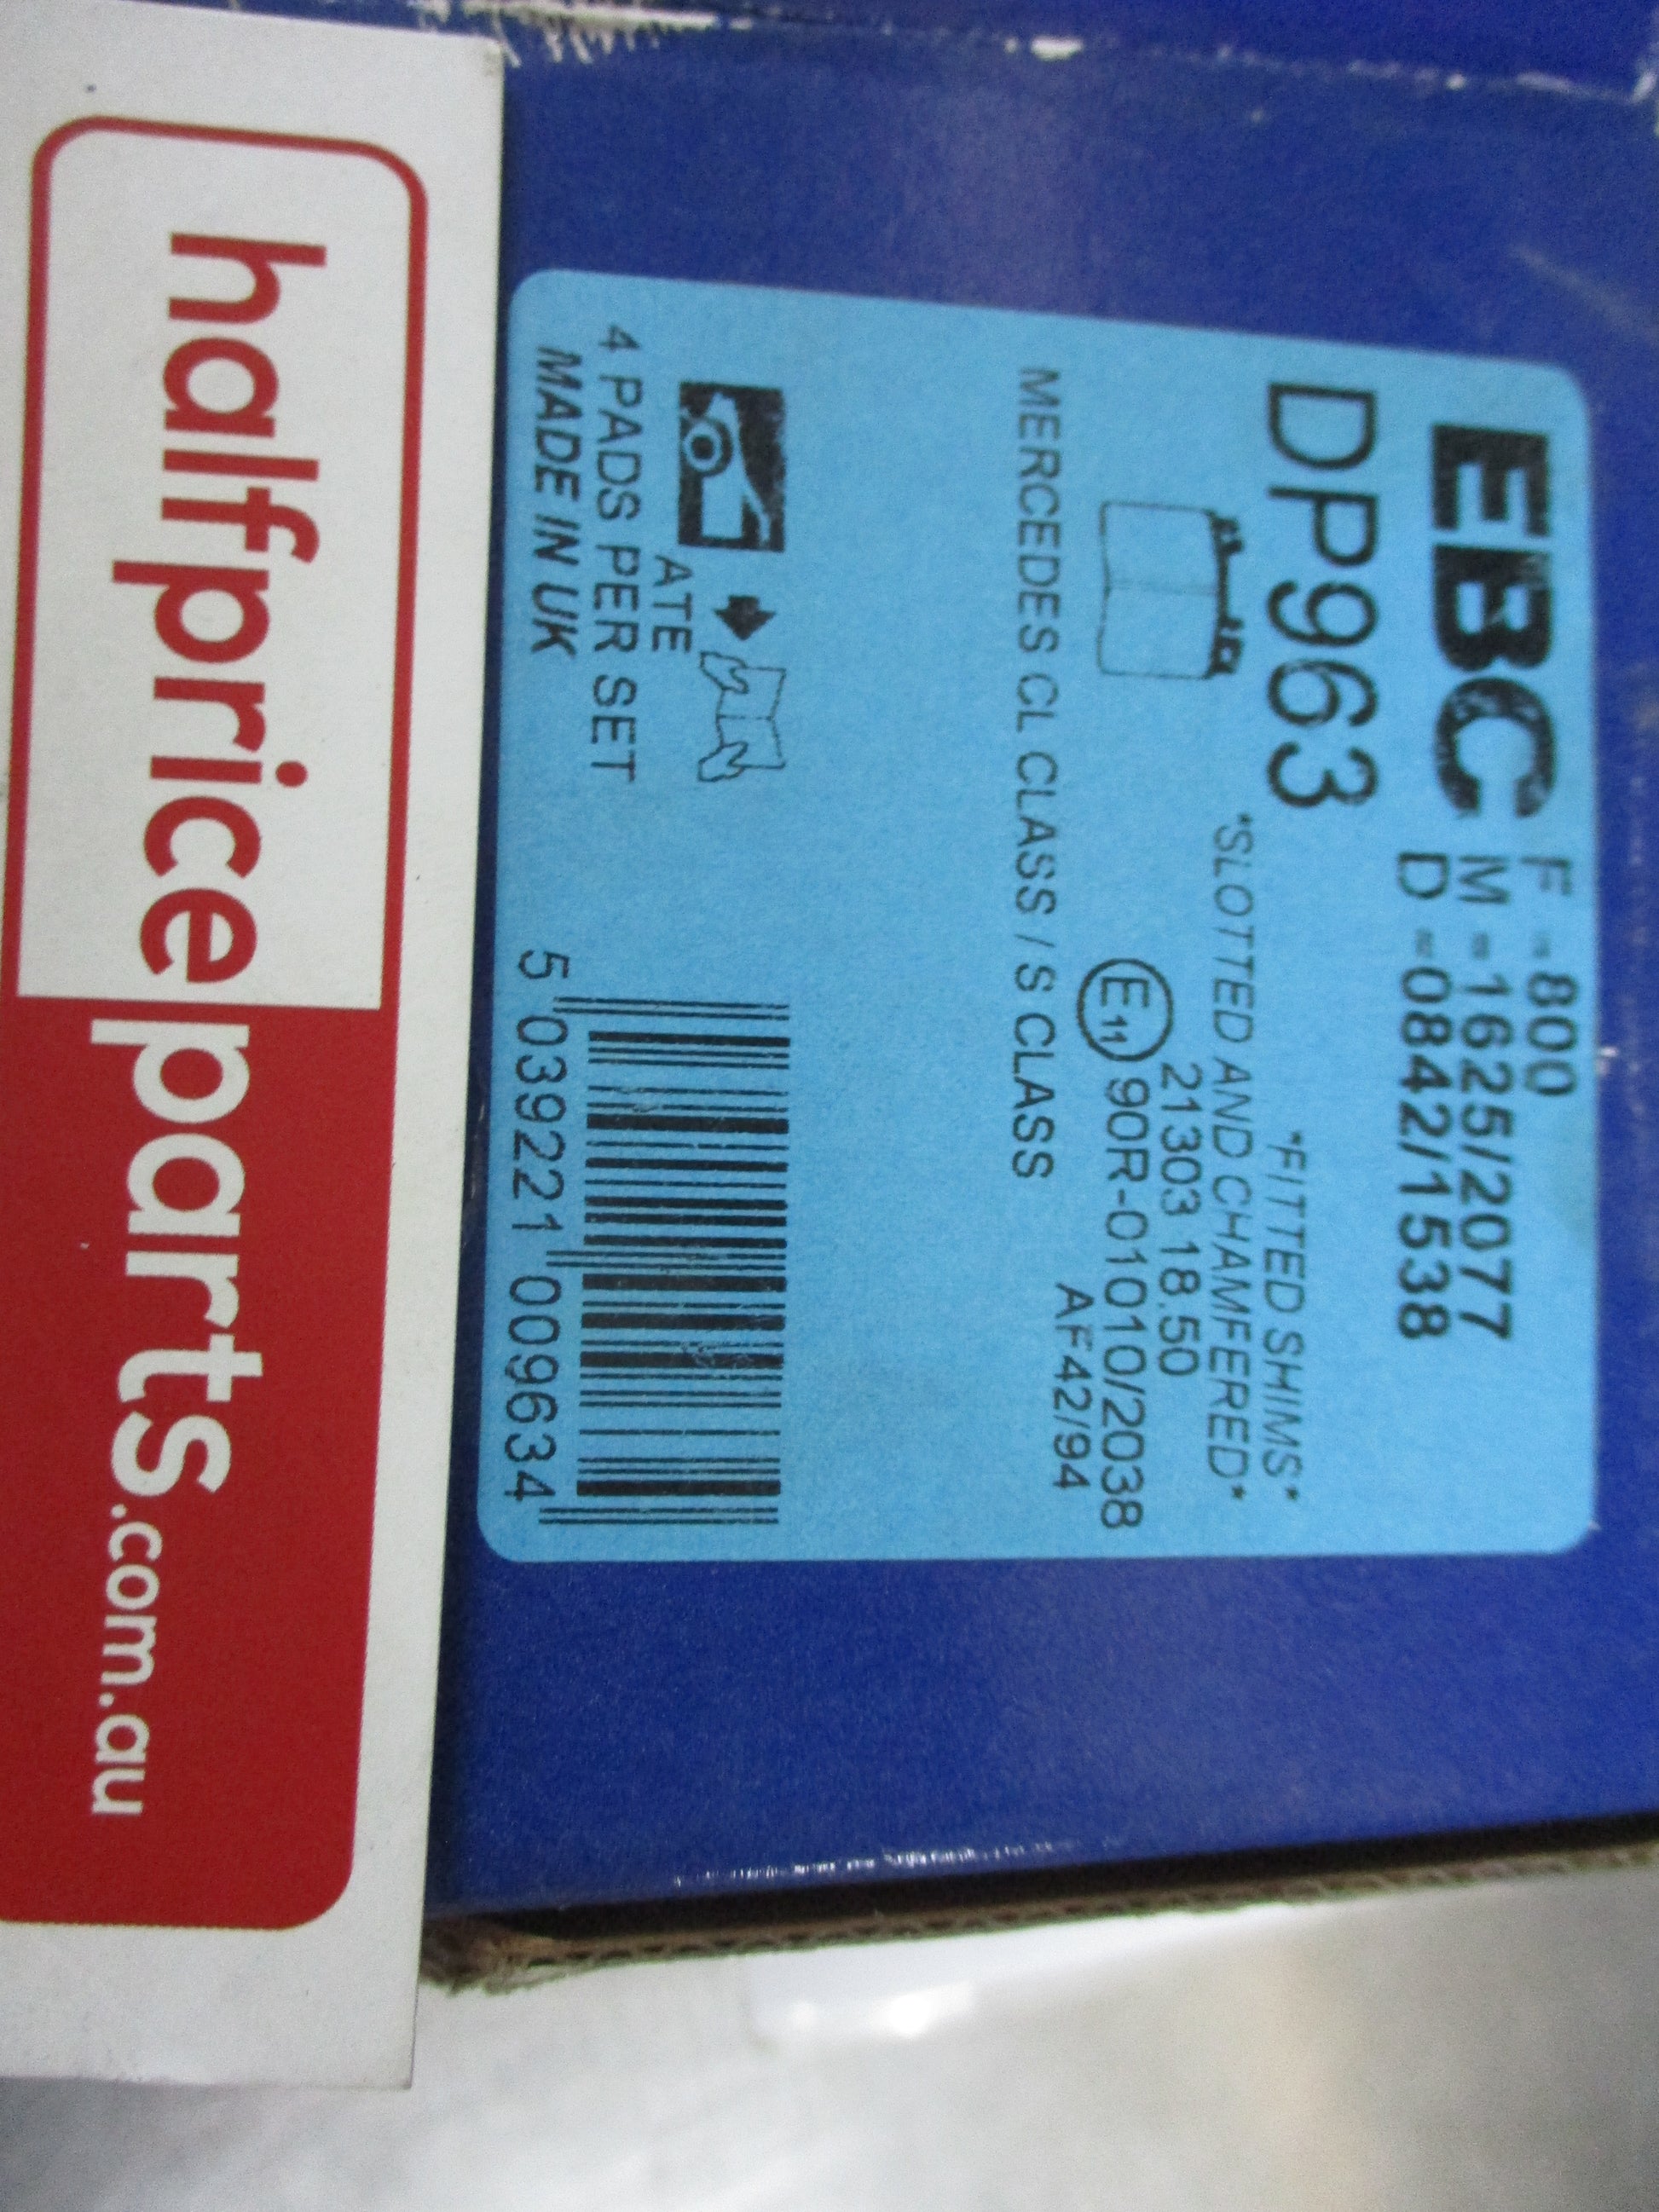 EBC
F -800
M =1625/2077
D =0842/1538
DP963
*FITTED SHIMS*
*SLOTTED AND CHAMFERED*
21303 18.50
E11 90R-01010/2038
AF42/94
MERCEDES CL CLASS / S CLASS
ATE
4 PADS PER SET
MADE IN UK
5 039221 009634
halfpriceparts.com.au